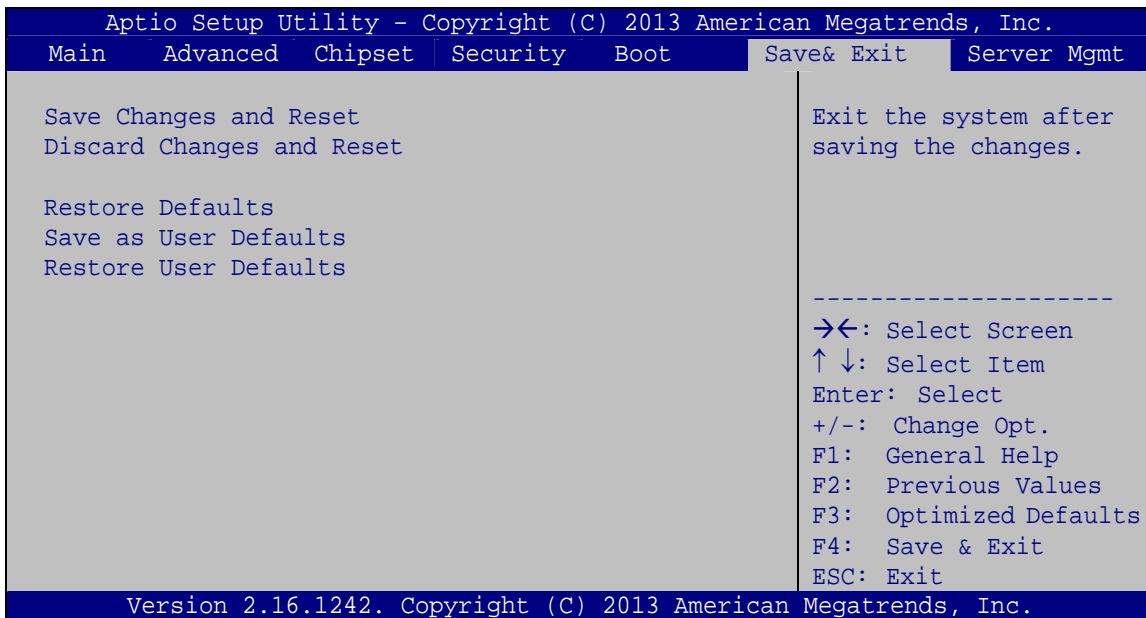 Aptio Setup Utility – Copyright (C) 2013 American Megatrends, Inc.
Main Advanced Chipset Security Boot Save& Exit Server Mgmt
Save Changes and Reset
Discard Changes and Reset
Restore Defaults
Save as User Defaults
Restore User Defaults
Exit the system after
saving the changes.
---------------------
→←: Select Screen
↑ ↓: Select Item
Enter: Select
+/-: Change Opt.
F1: General Help
F2: Previous Values
F3: Optimized Defaults
F4: Save & Exit
ESC: Exit
Version 2.16.1242. Copyright (C) 2013 American Megatrends, Inc.